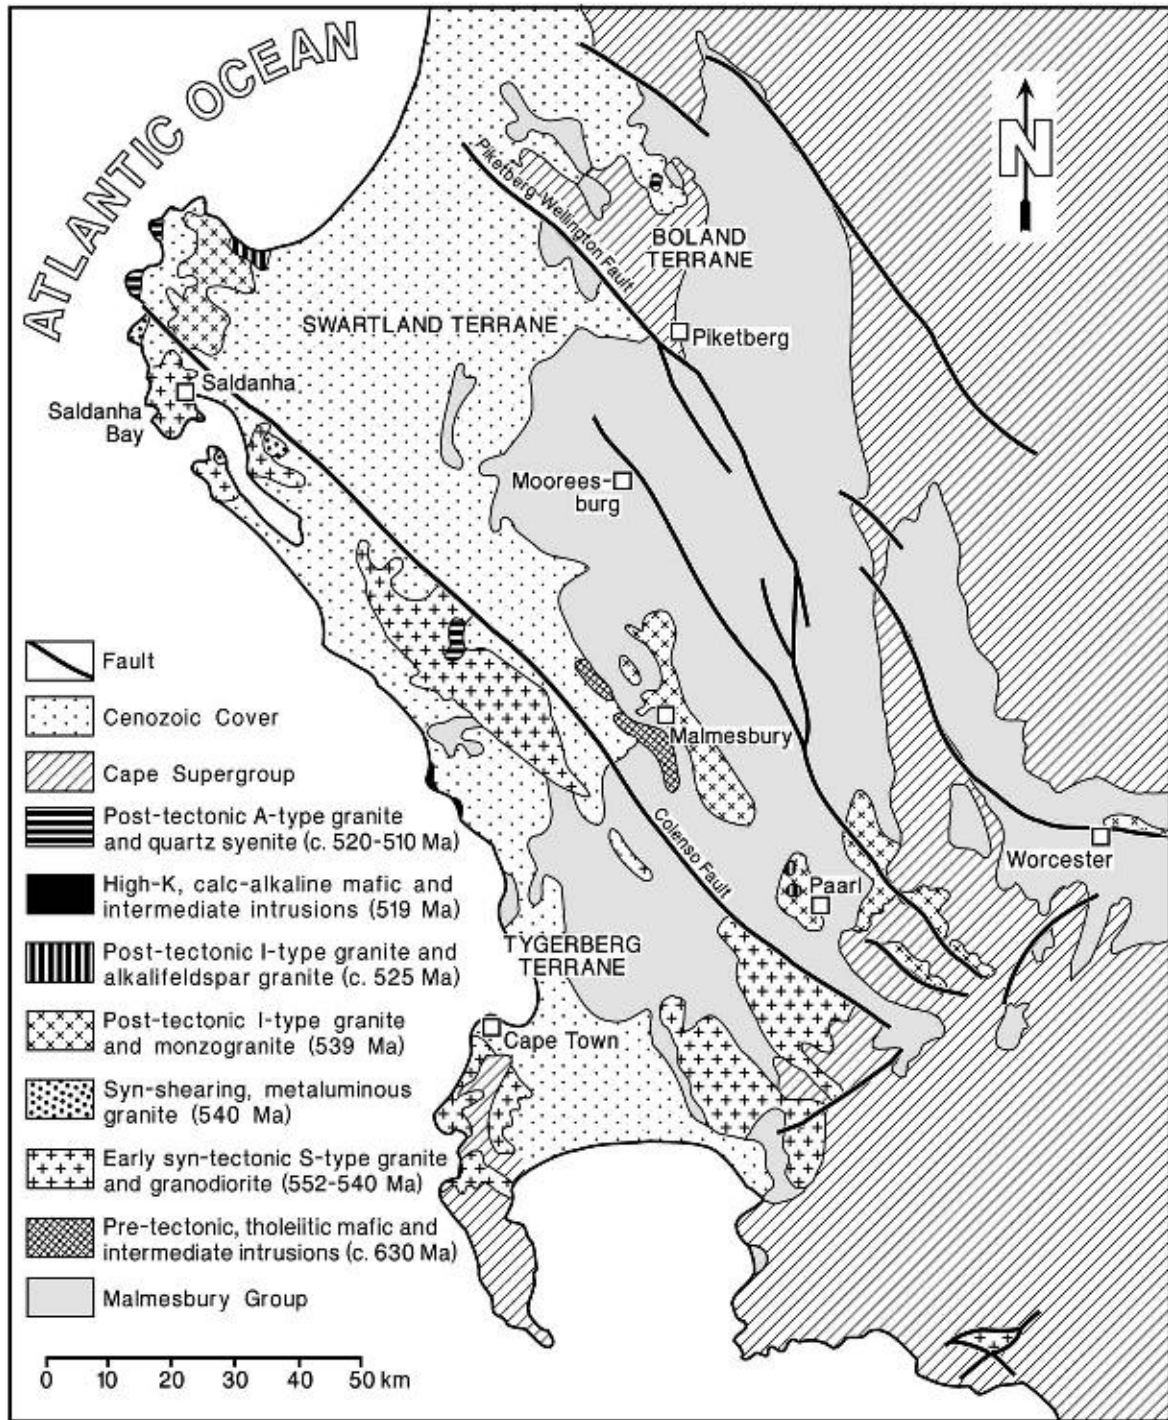 ATLANTIC OCEAN
N
Piketberg-Wellington Fault
BOLAND
TERRANE
SWARTLAND TERRANE
Piketberg
Saldanha
Saldanha
Bay
Moorees-
burg
Malmesbury
Colenso Fault
Worcester
Paarl
TYGERBERG
TERRANE
Cape Town
Fault
Cenozoic Cover
Cape Supergroup
Post-tectonic A-type granite
and quartz syenite (c. 520-510 Ma)
High-K, calc-alkaline mafic and
intermediate intrusions (519 Ma)
Post-tectonic I-type granite and
alkalifeldspar granite (c. 525 Ma)
Post-tectonic I-type granite
and monzogranite (539 Ma)
Syn-shearing, metaluminous
granite (540 Ma)
Early syn-tectonic S-type granite
and granodiorite (552-540 Ma)
Pre-tectonic, tholeiitic mafic and
intermediate intrusions (c. 630 Ma)
Malmesbury Group
0 10 20 30 40 50 km